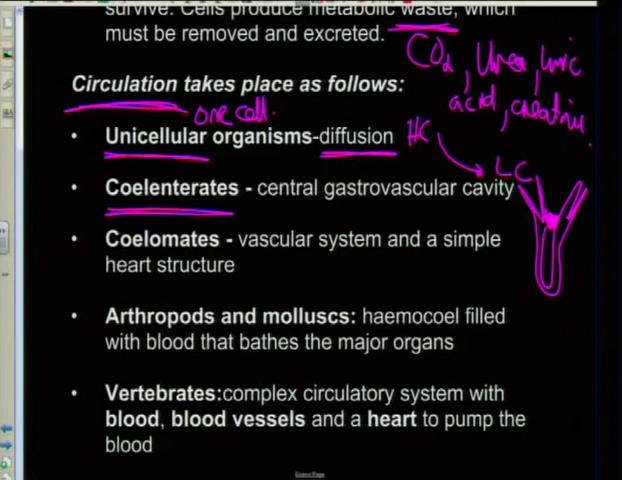 survive. Cells produce metabolic waste, which
must be removed and excreted.
CO2, Urea, Uric
acid, creatine.
Circulation takes place as follows:
one cell.
• Unicellular organisms-diffusion HC
LC
• Coelenterates - central gastrovascular cavity
• Coelomates - vascular system and a simple
heart structure
• Arthropods and molluscs: haemocoel filled
with blood that bathes the major organs
• Vertebrates:complex circulatory system with
blood, blood vessels and a heart to pump the
blood
Extend Page